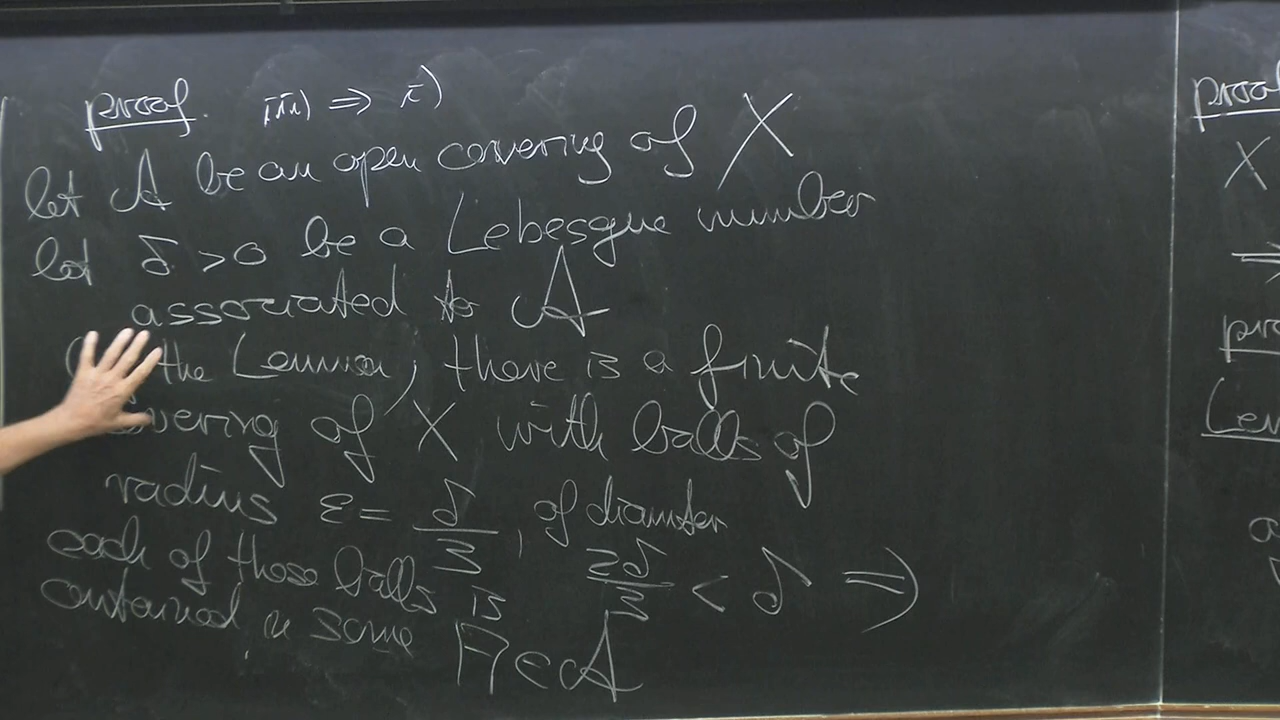 proof. iii) ⇒ i)
let A be an open covering of X
let δ > 0 be a Lebesgue number
associated to A
the Lemma, there is a finite
covering of X with balls of
radius ε = δ/3, of diameter
2δ/3 < δ ⇒
each of those balls is
contained in some A ∈ A
proof
X
⇒